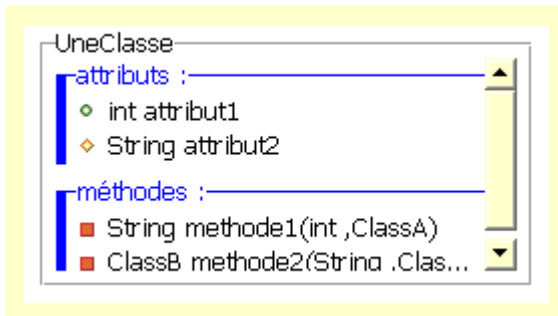 UneClasse
attributs :
int attribut1
String attribut2
méthodes :
String methode1(int ,ClassA)
ClassB methode2(String ,Clas...